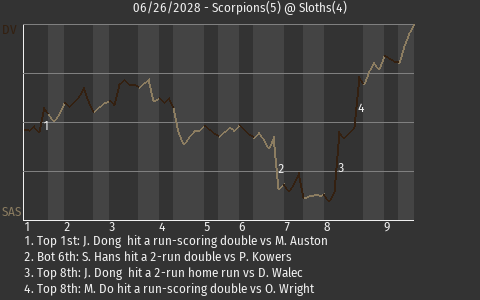 06/26/2028 - Scorpions(5) @ Sloths(4)
DV
1
2
3
4
SAS
1 2 3 4 5 6 7 8 9
1. Top 1st: J. Dong hit a run-scoring double vs M. Auston
2. Bot 6th: S. Hans hit a 2-run double vs P. Kowers
3. Top 8th: J. Dong hit a 2-run home run vs D. Walec
4. Top 8th: M. Do hit a run-scoring double vs O. Wright